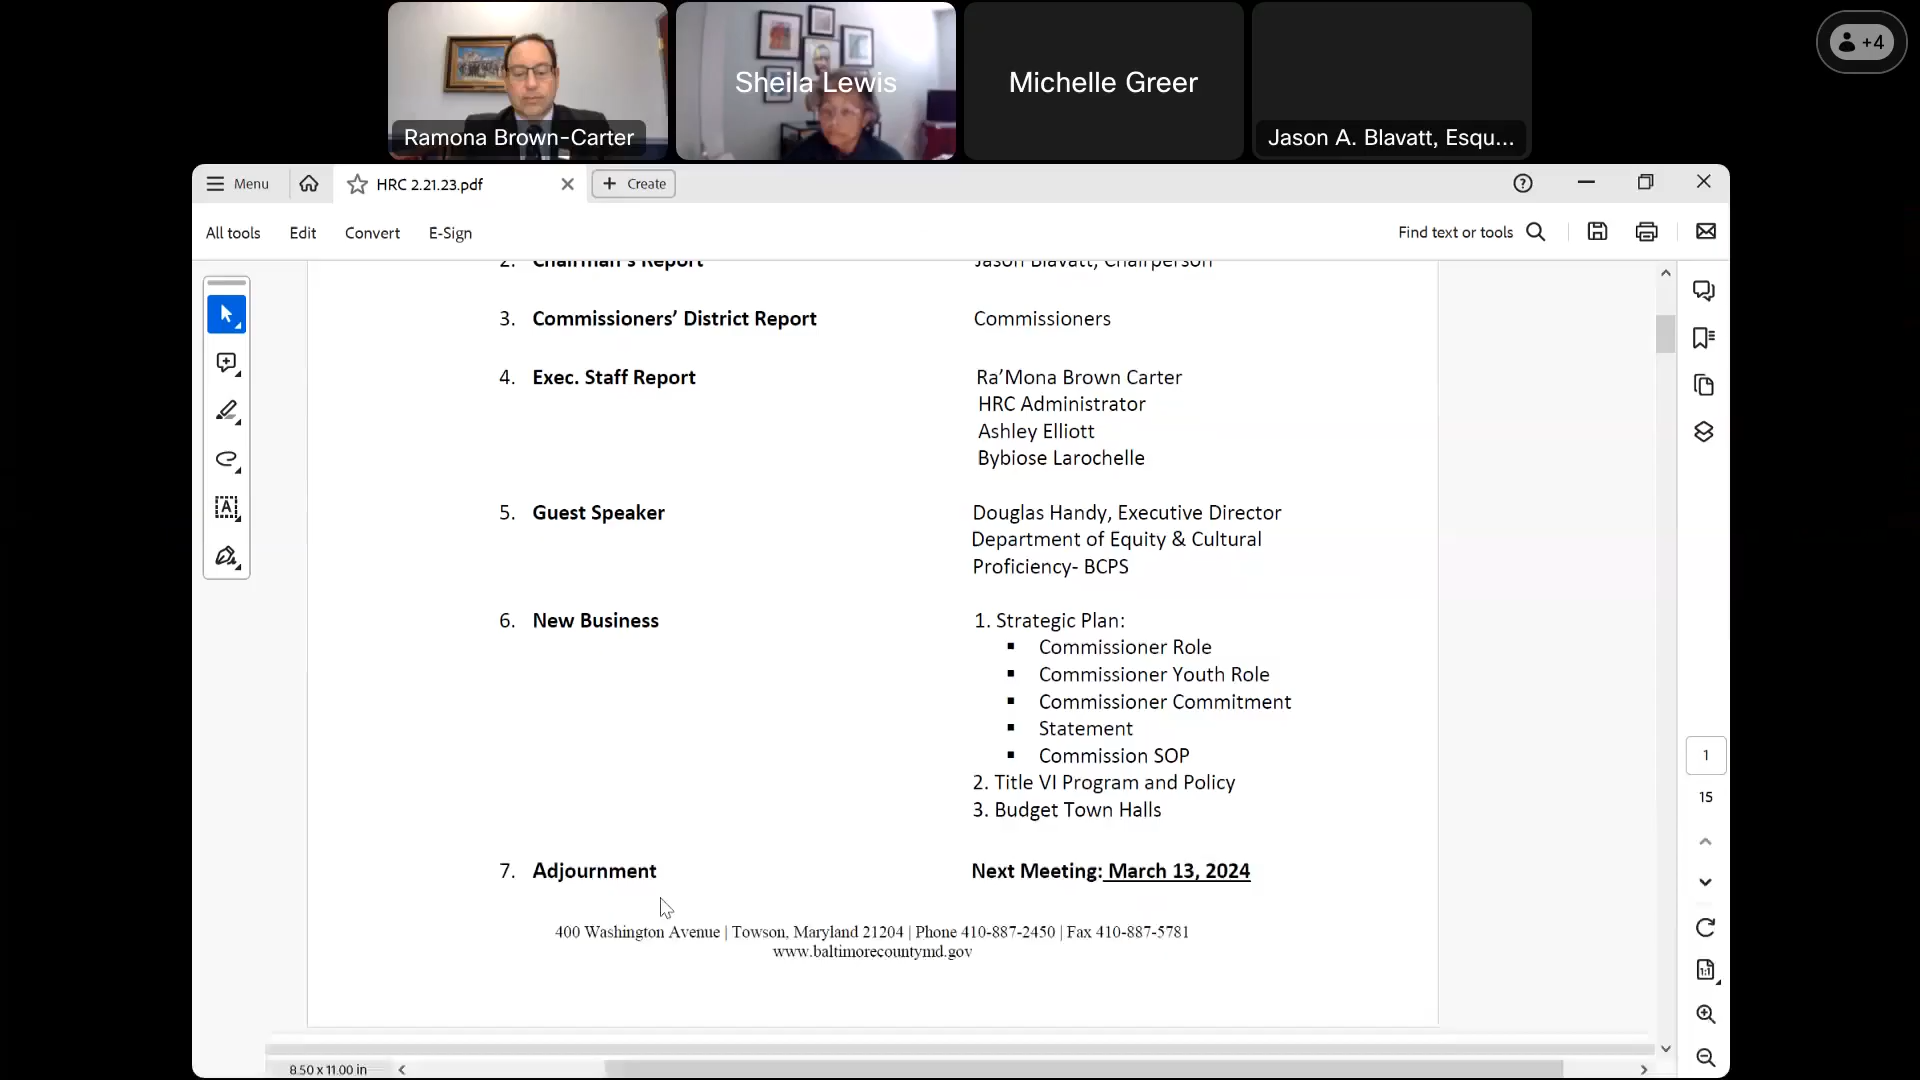 +4
Ramona Brown-Carter
Sheila Lewis
Michelle Greer
Jason A. Blavatt, Esqu...
Menu
HRC 2.21.23.pdf
Create
All tools
Edit
Convert
E-Sign
Find text or tools
2. Chairman's Report Jason Blavatt, Chairperson
3. Commissioners’ District Report Commissioners
4. Exec. Staff Report Ra’Mona Brown Carter
HRC Administrator
Ashley Elliott
Bybiose Larochelle
5. Guest Speaker Douglas Handy, Executive Director
Department of Equity & Cultural
Proficiency- BCPS
6. New Business 1. Strategic Plan:
▪ Commissioner Role
▪ Commissioner Youth Role
▪ Commissioner Commitment
▪ Statement
▪ Commission SOP
2. Title VI Program and Policy
3. Budget Town Halls
7. Adjournment Next Meeting: March 13, 2024
400 Washington Avenue | Towson, Maryland 21204 | Phone 410-887-2450 | Fax 410-887-5781
www.baltimorecountymd.gov
1
15
8.50 x 11.00 in